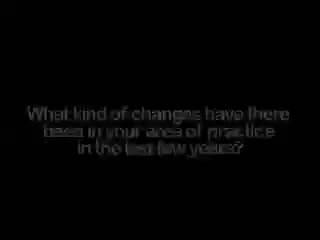 What kind of changes have there
been in your area of practice
in the last few years?